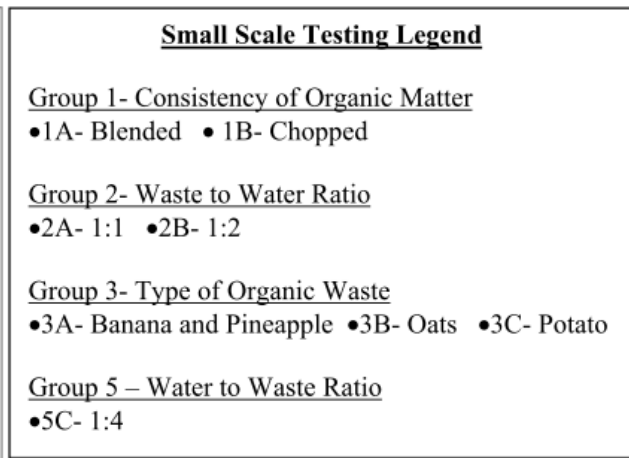 Small Scale Testing Legend
Group 1- Consistency of Organic Matter
•1A- Blended • 1B- Chopped
Group 2- Waste to Water Ratio
•2A- 1:1 •2B- 1:2
Group 3- Type of Organic Waste
•3A- Banana and Pineapple •3B- Oats •3C- Potato
Group 5 – Water to Waste Ratio
•5C- 1:4